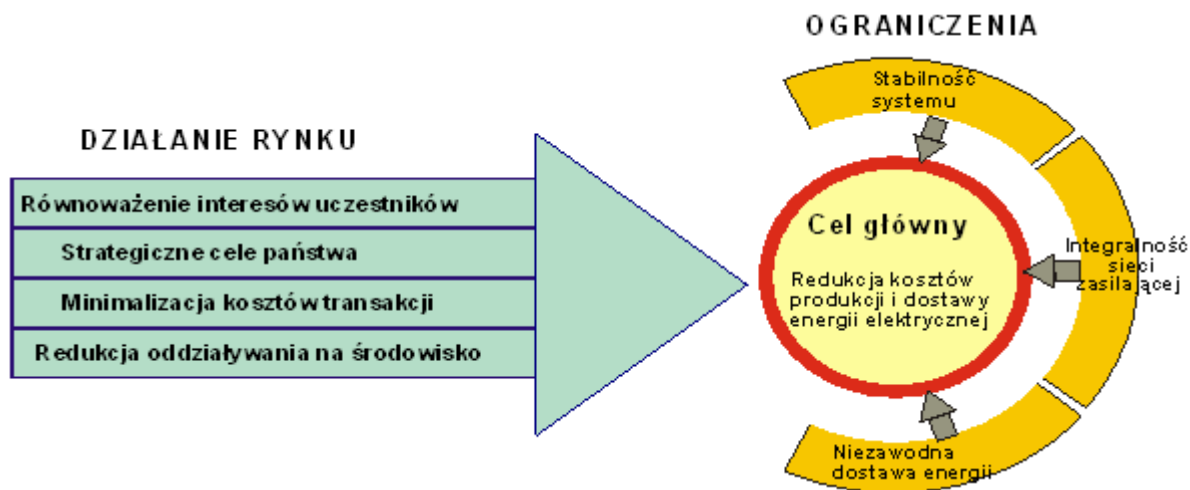 OGRANICZENIA
Stabilność
systemu
DZIAŁANIE RYNKU
Równoważenie interesów uczestników
Strategiczne cele państwa
Minimalizacja kosztów transakcji
Redukcja oddziaływania na środowisko
Cel główny
Redukcja kosztów
produkcji i dostawy
energii elektrycznej
Integralność
sieci
zasilającej
Niezawodna
dostawa energii